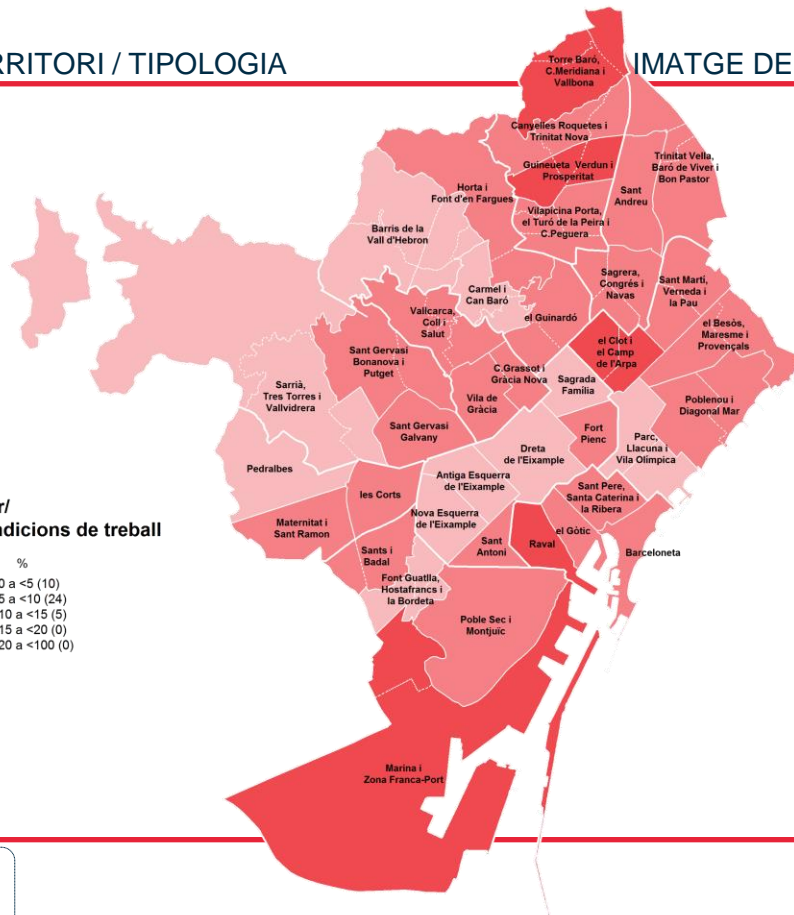 RRITORI / TIPOLOGIA
IMATGE DE
Torre Baró,
C.Meridiana i
Vallbona
Canyelles Roquetes i
Trinitat Nova
Guineueta Verdun i
Prosperitat
Trinitat Vella,
Baró de Viver i
Bon Pastor
Horta i
Font d'en Fargues
Sant
Andreu
Vilapicina Porta,
el Turó de la Peira i
C.Peguera
Barris de la
Vall d'Hebron
Sagrera,
Congrés i
Navas
Sant Martí,
Verneda i
la Pau
Carmel i
Can Baró
Vallcarca,
Coll i
Salut
el Guinardó
el Besòs,
Maresme i
Provençals
el Clot i
el Camp
de l'Arpa
Sant Gervasi
Bonanova i
Putget
C.Grassot i
Gràcia Nova
Sagrada
Família
Sarrià,
Tres Torres i
Vallvidrera
Vila de
Gràcia
Poblenou i
Diagonal Mar
Sant Gervasi
Galvany
Fort
Pienc
Parc,
Llacuna i
Vila Olímpica
Dreta
de l'Eixample
Pedralbes
Antiga Esquerra
de l'Eixample
Sant Pere,
Santa Caterina i
la Ribera
les Corts
Nova Esquerra
de l'Eixample
Maternitat i
Sant Ramon
el Gòtic
Sant
Antoni
Raval
Barceloneta
Sants i
Badal
Font Guatlla,
Hostafrancs i
la Bordeta
Poble Sec i
Montjuïc
Marina i
Zona Franca-Port
r/
ndicions de treball
%
0 a <5 (10)
5 a <10 (24)
10 a <15 (5)
15 a <20 (0)
20 a <100 (0)